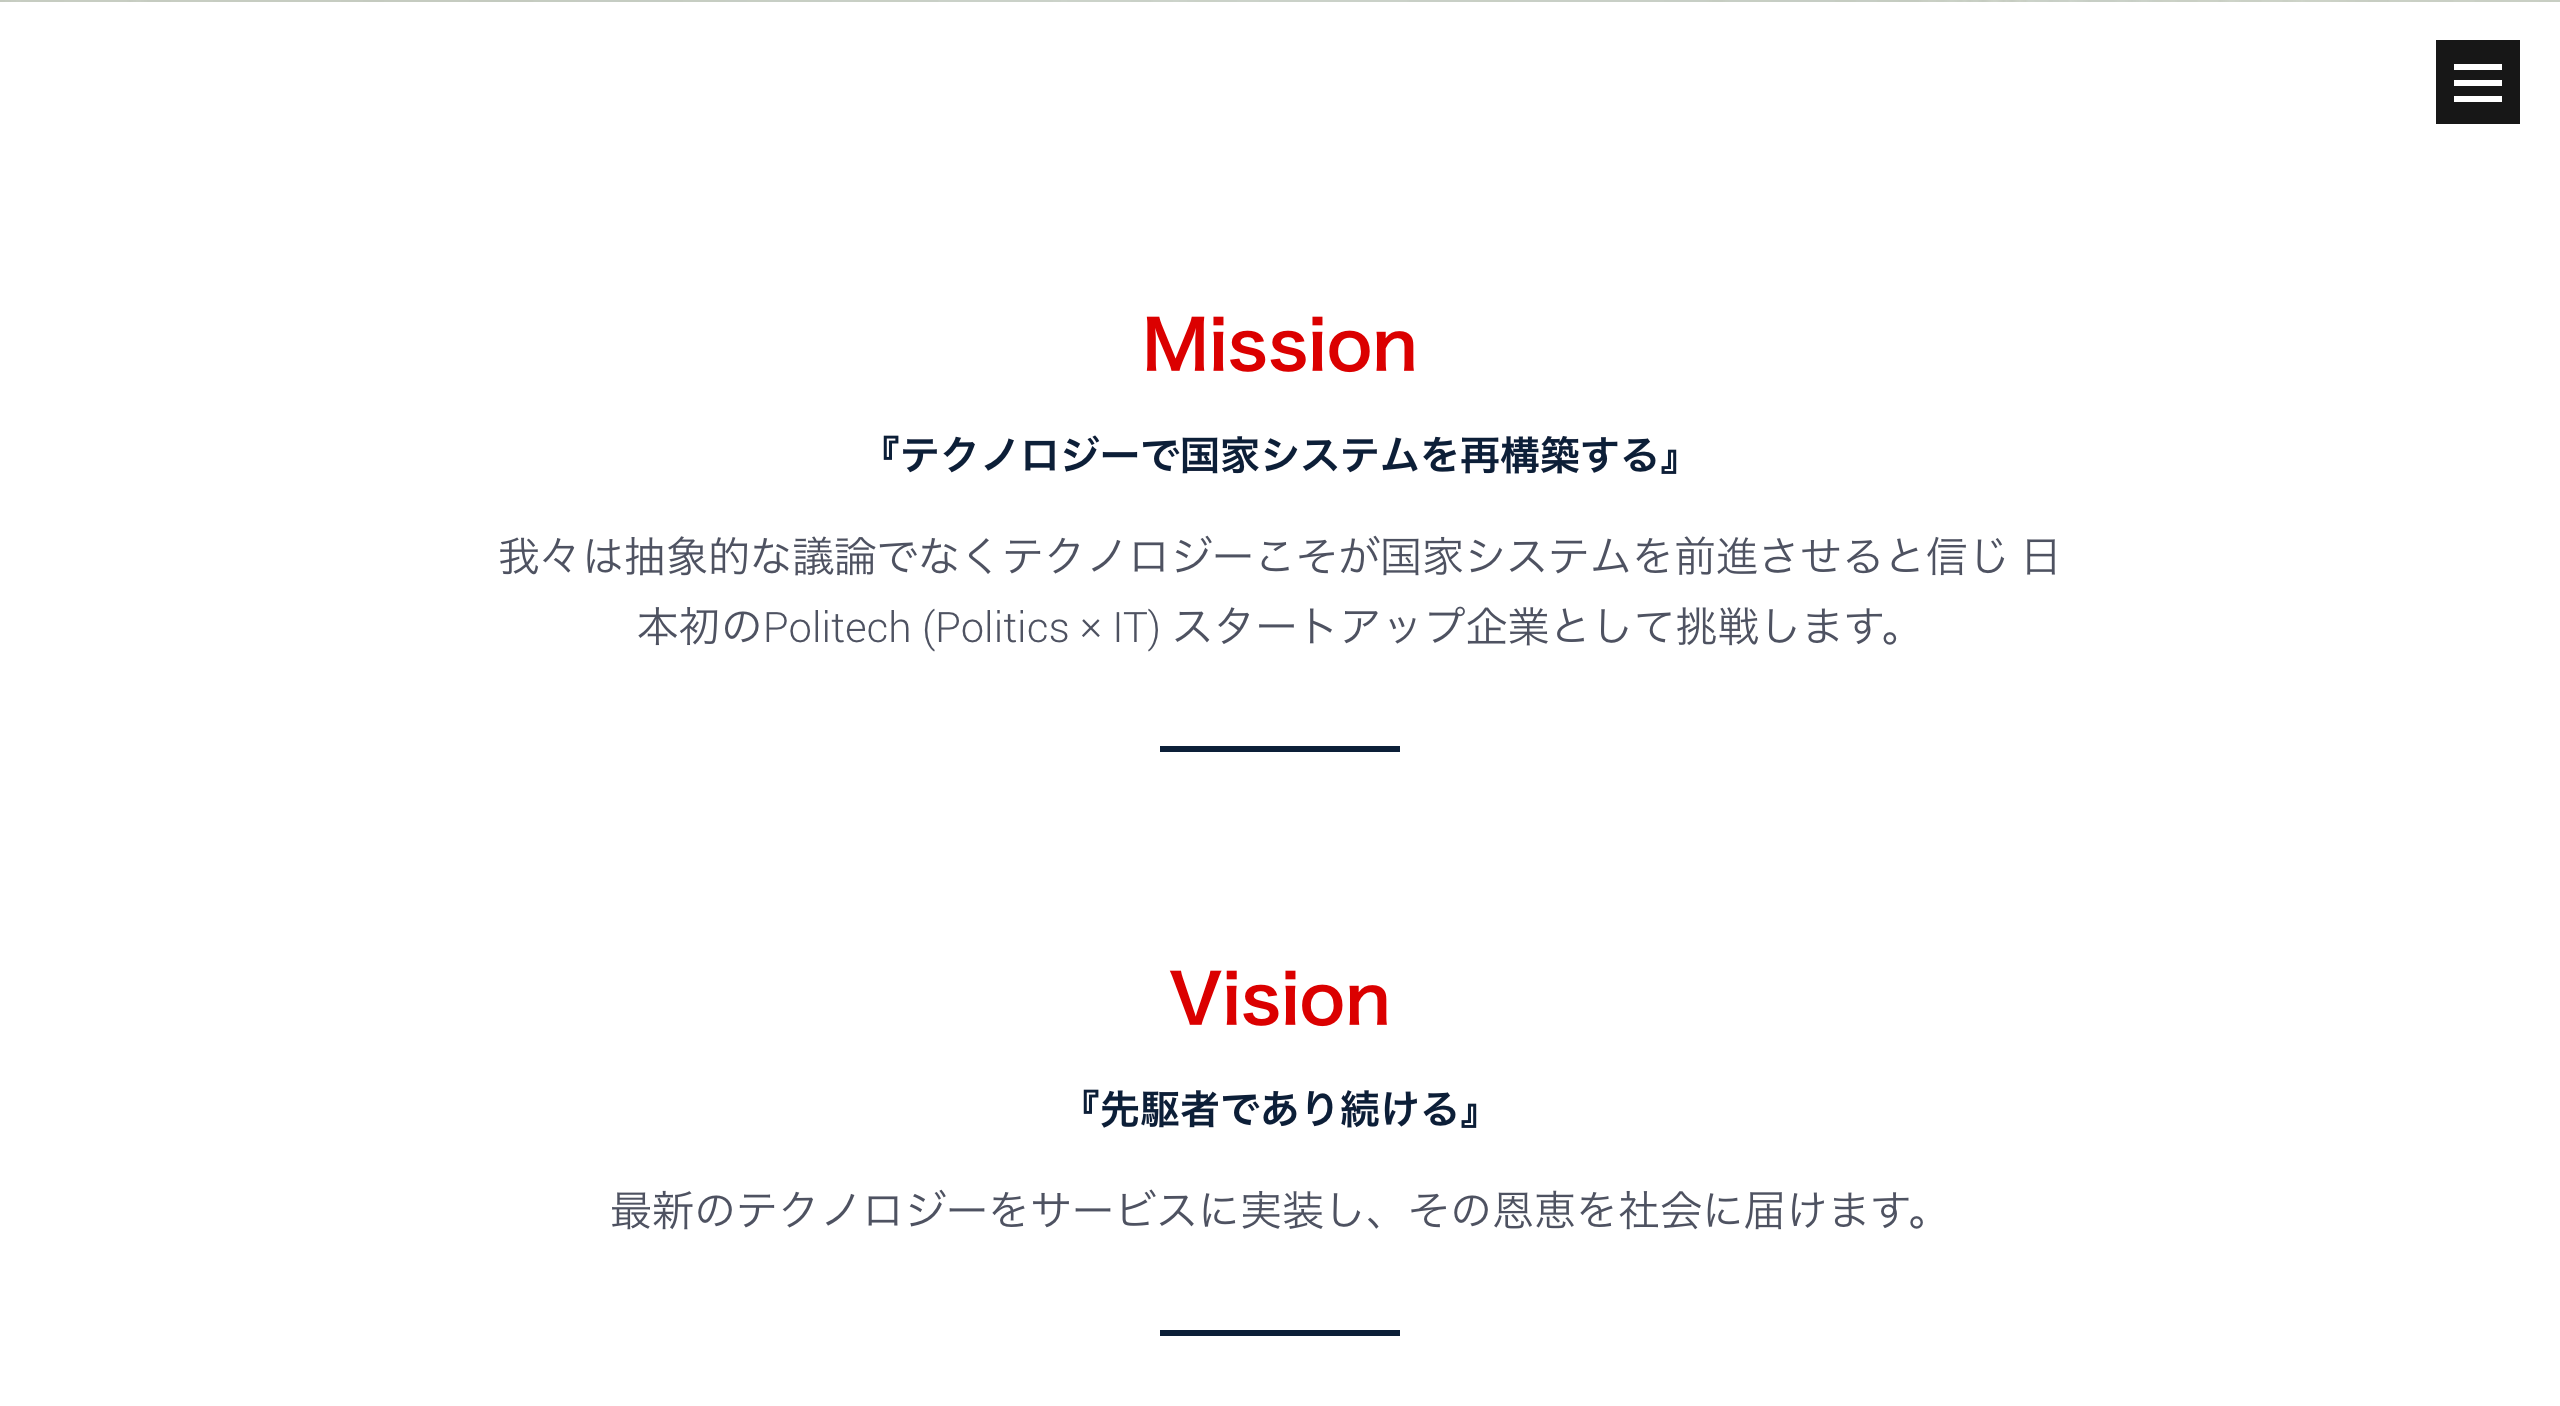 Mission
『テクノロジーで国家システムを再構築する』
我々は抽象的な議論でなくテクノロジーこそが国家システムを前進させると信じ 日
本初のPolitech (Politics × IT) スタートアップ企業として挑戦します。
Vision
『先駆者であり続ける』
最新のテクノロジーをサービスに実装し、その恩恵を社会に届けます。